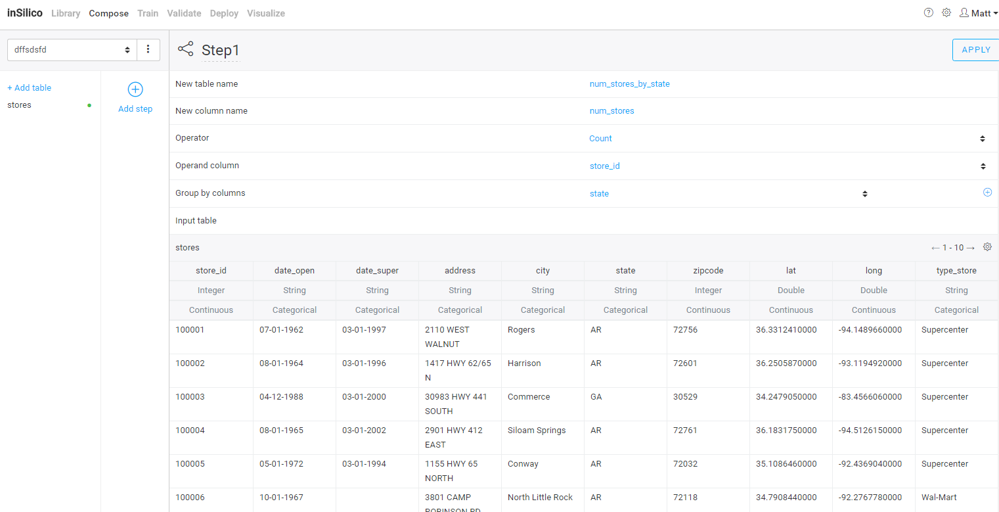 inSilico Library Compose Train Validate Deploy Visualize Matt
dffsdsfd Step1 APPLY
+ Add table
stores
Add step
New table name num_stores_by_state
New column name num_stores
Operator Count
Operand column store_id
Group by columns state
Input table
stores ← 1 - 10 →
store_id date_open date_super address city state zipcode lat long type_store
Integer String String String String String Integer Double Double String
Continuous Categorical Categorical Categorical Categorical Categorical Continuous Continuous Continuous Categorical
100001 07-01-1962 03-01-1997 2110 WEST Rogers AR 72756 36.3312410000 -94.1489660000 Supercenter
WALNUT
100002 08-01-1964 03-01-1996 1417 HWY 62/65 Harrison AR 72601 36.2505870000 -93.1194920000 Supercenter
N
100003 04-12-1988 03-01-2000 30983 HWY 441 Commerce GA 30529 34.2479050000 -83.4566060000 Supercenter
SOUTH
100004 08-01-1965 03-01-2002 2901 HWY 412 Siloam Springs AR 72761 36.1831750000 -94.5126150000 Supercenter
EAST
100005 05-01-1972 03-01-1994 1155 HWY 65 Conway AR 72032 35.1086460000 -92.4369040000 Supercenter
NORTH
100006 10-01-1967 3801 CAMP North Little Rock AR 72118 34.7908440000 -92.2767780000 Wal-Mart
ROBINSON RD